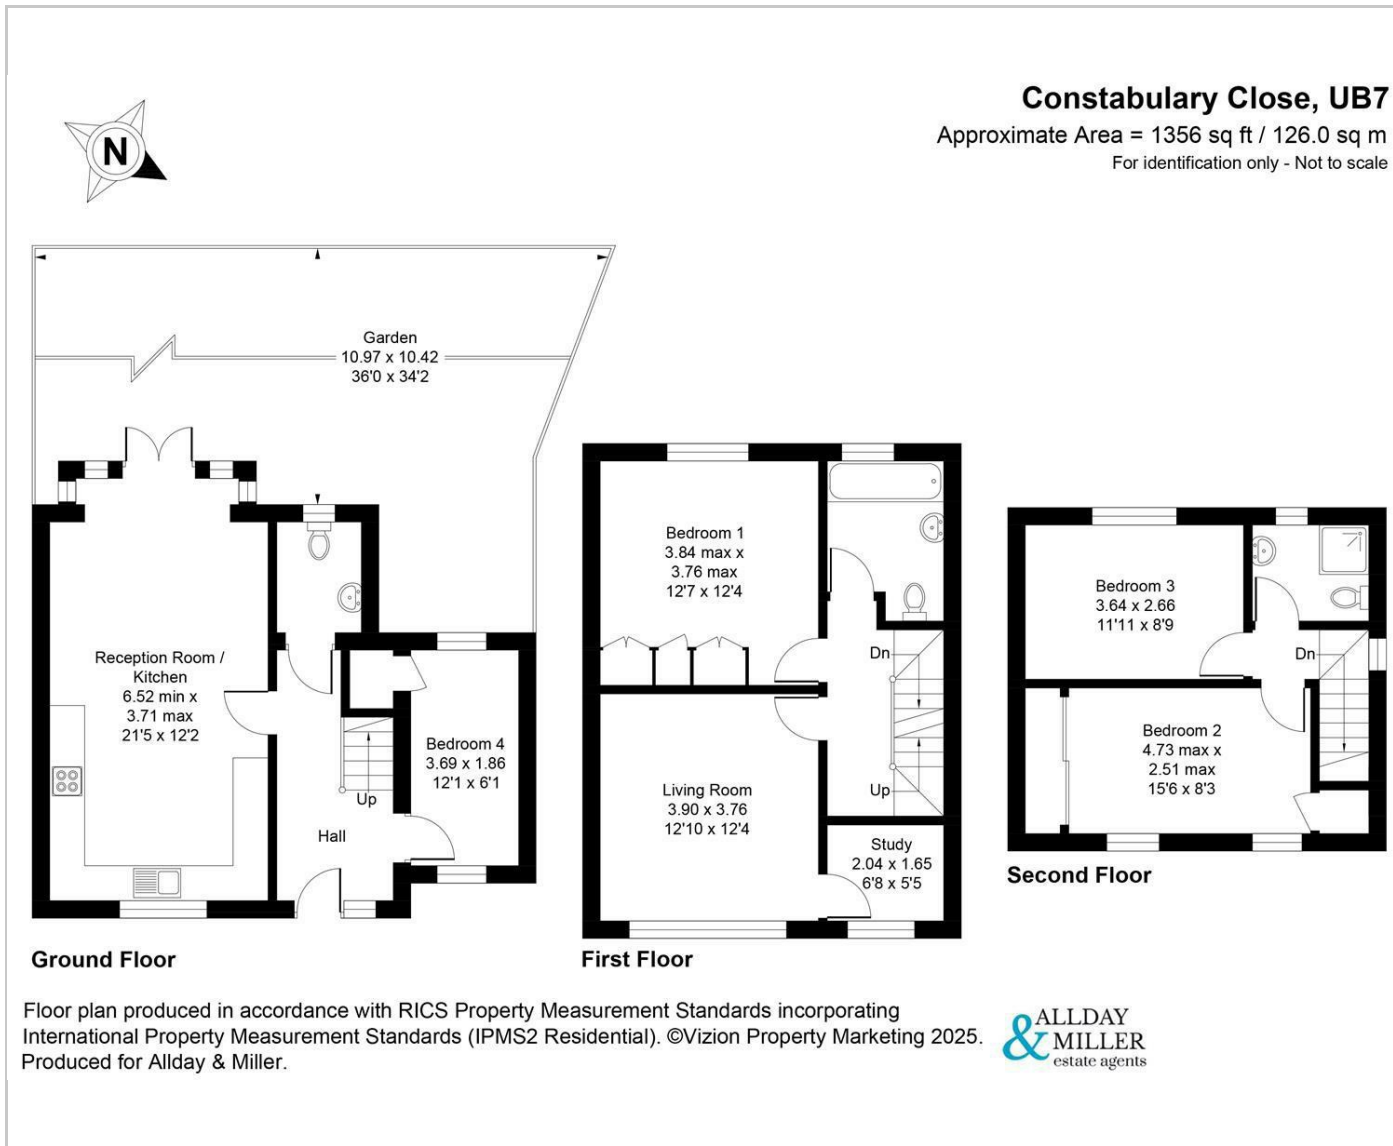 Constabulary Close, UB7
Approximate Area = 1356 sq ft / 126.0 sq m
For identification only - Not to scale
N
Garden
10.97 x 10.42
36'0 x 34'2
Reception Room /
Kitchen
6.52 min x
3.71 max
21'5 x 12'2
Bedroom 4
3.69 x 1.86
12'1 x 6'1
Up
Hall
Ground Floor
Bedroom 1
3.84 max x
3.76 max
12'7 x 12'4
Dn
Living Room
3.90 x 3.76
12'10 x 12'4
Up
Study
2.04 x 1.65
6'8 x 5'5
First Floor
Bedroom 3
3.64 x 2.66
11'11 x 8'9
Dn
Bedroom 2
4.73 max x
2.51 max
15'6 x 8'3
Second Floor
Floor plan produced in accordance with RICS Property Measurement Standards incorporating
International Property Measurement Standards (IPMS2 Residential). ©Vizion Property Marketing 2025.
Produced for Allday & Miller.
ALLDAY
& MILLER
estate agents